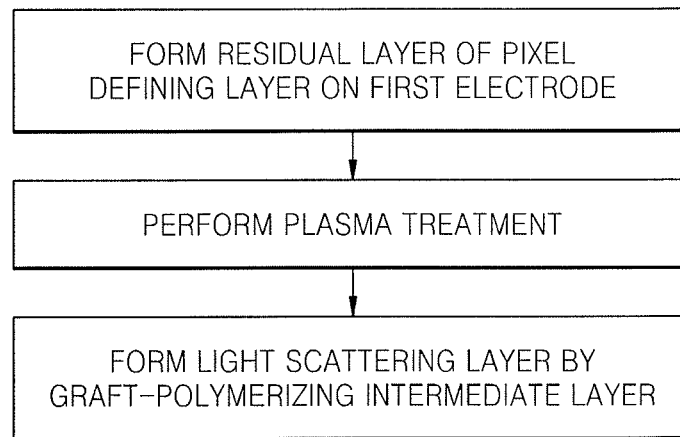 FORM RESIDUAL LAYER OF PIXEL
DEFINING LAYER ON FIRST ELECTRODE
PERFORM PLASMA TREATMENT
FORM LIGHT SCATTERING LAYER BY
GRAFT-POLYMERIZING INTERMEDIATE LAYER